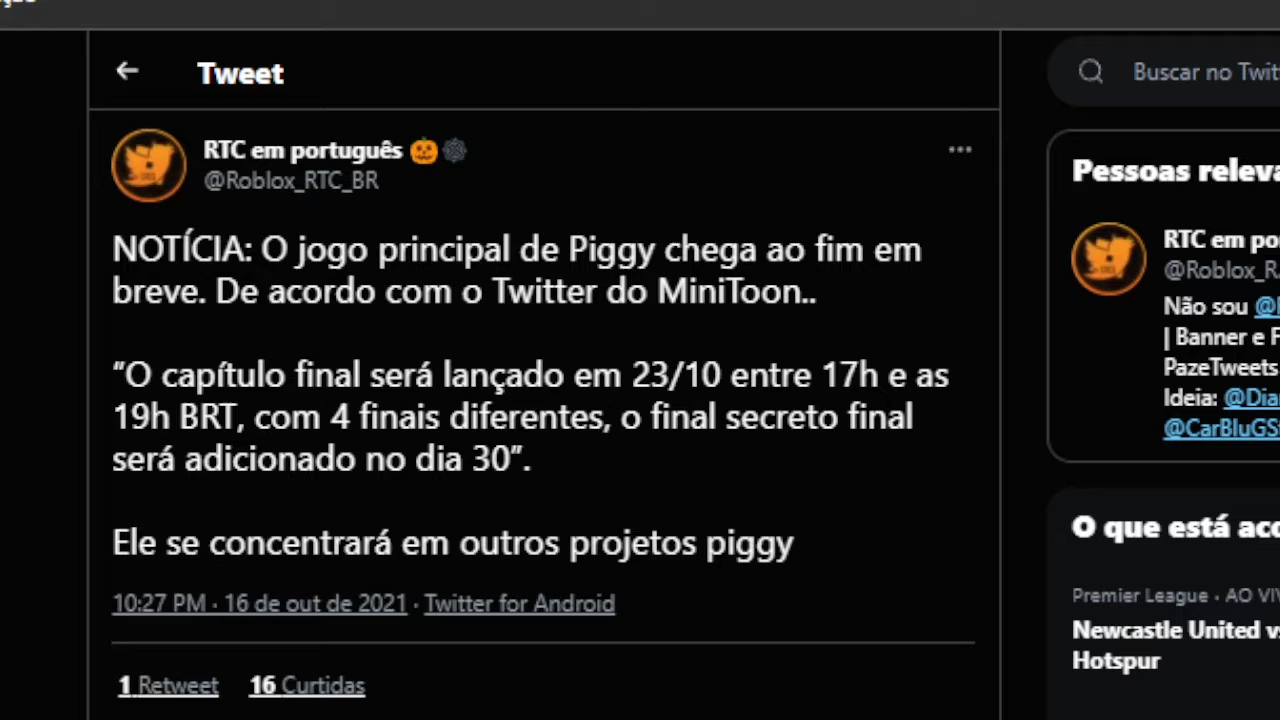 Tweet
RTC em português
@Roblox_RTC_BR
NOTÍCIA: O jogo principal de Piggy chega ao fim em
breve. De acordo com o Twitter do MiniToon..
"O capítulo final será lançado em 23/10 entre 17h e as
19h BRT, com 4 finais diferentes, o final secreto final
será adicionado no dia 30".
Ele se concentrará em outros projetos piggy
10:27 PM · 16 de out de 2021 · Twitter for Android
1 Retweet 16 Curtidas
Buscar no Twit
Pessoas releva
RTC em po
@Roblox_R
Não sou
| Banner e F
PazeTweets
Ideia: @Dia
@CarBluGS
O que está aco
Premier League · AO VIV
Newcastle United v
Hotspur